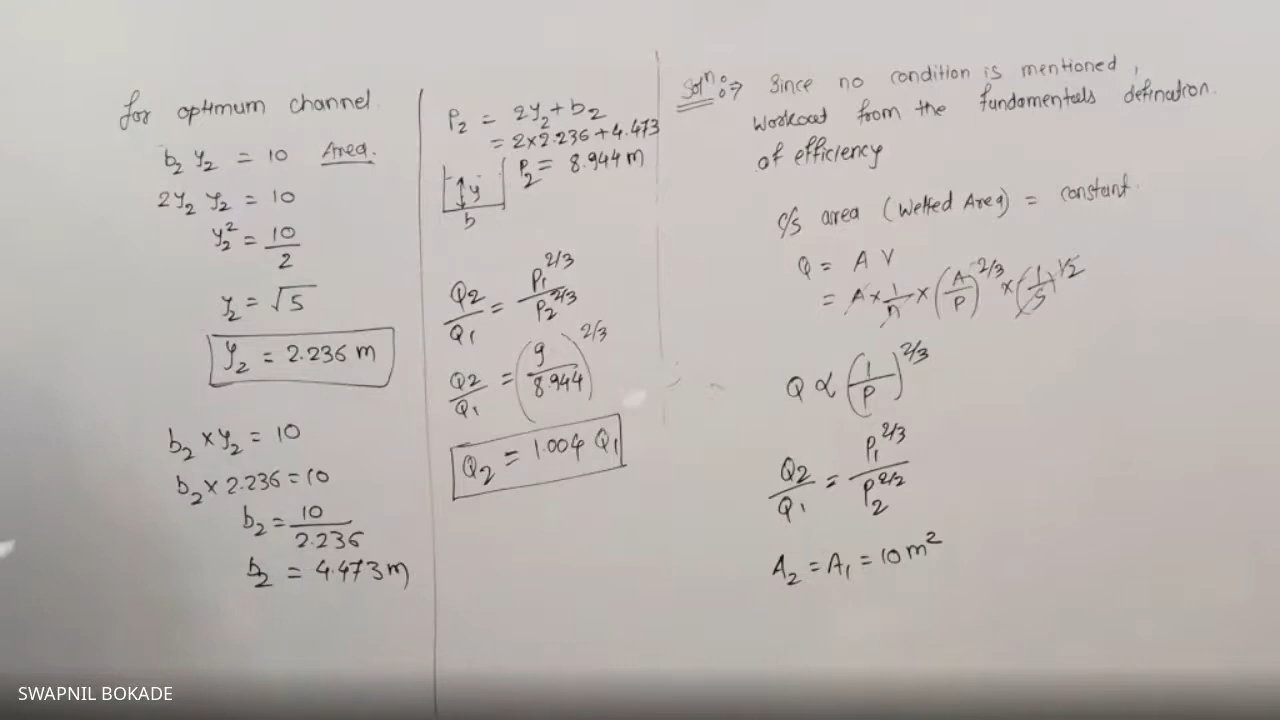 for optimum channel.
b₂ y₂ = 10 Area.
2y₂ y₂ = 10
y₂² = 10/2
y₂ = √5
y₂ = 2.236 m
b₂ × y₂ = 10
b₂ × 2.236 = 10
b₂ = 10/2.236
b₂ = 4.473 m
P₂ = 2y₂ + b₂
= 2×2.236 + 4.473
P₂ = 8.944 m
y
b
Q₂/Q₁ = P₁^2/3 / P₂^2/3
Q₂/Q₁ = (9/8.944)^2/3
Q₂ = 1.004 Q₁
Solⁿ:⇒ Since no condition is mentioned,
workout from the fundamentals defination.
of efficiency
c/s area (Wetted Area) = constant.
Q = A V
= A × 1/n × (A/P)^2/3 × (1/S)^1/2
Q ∝ (1/P)^2/3
Q₂/Q₁ = P₁^2/3 / P₂^2/2
A₂ = A₁ = 10 m²
SWAPNIL BOKADE